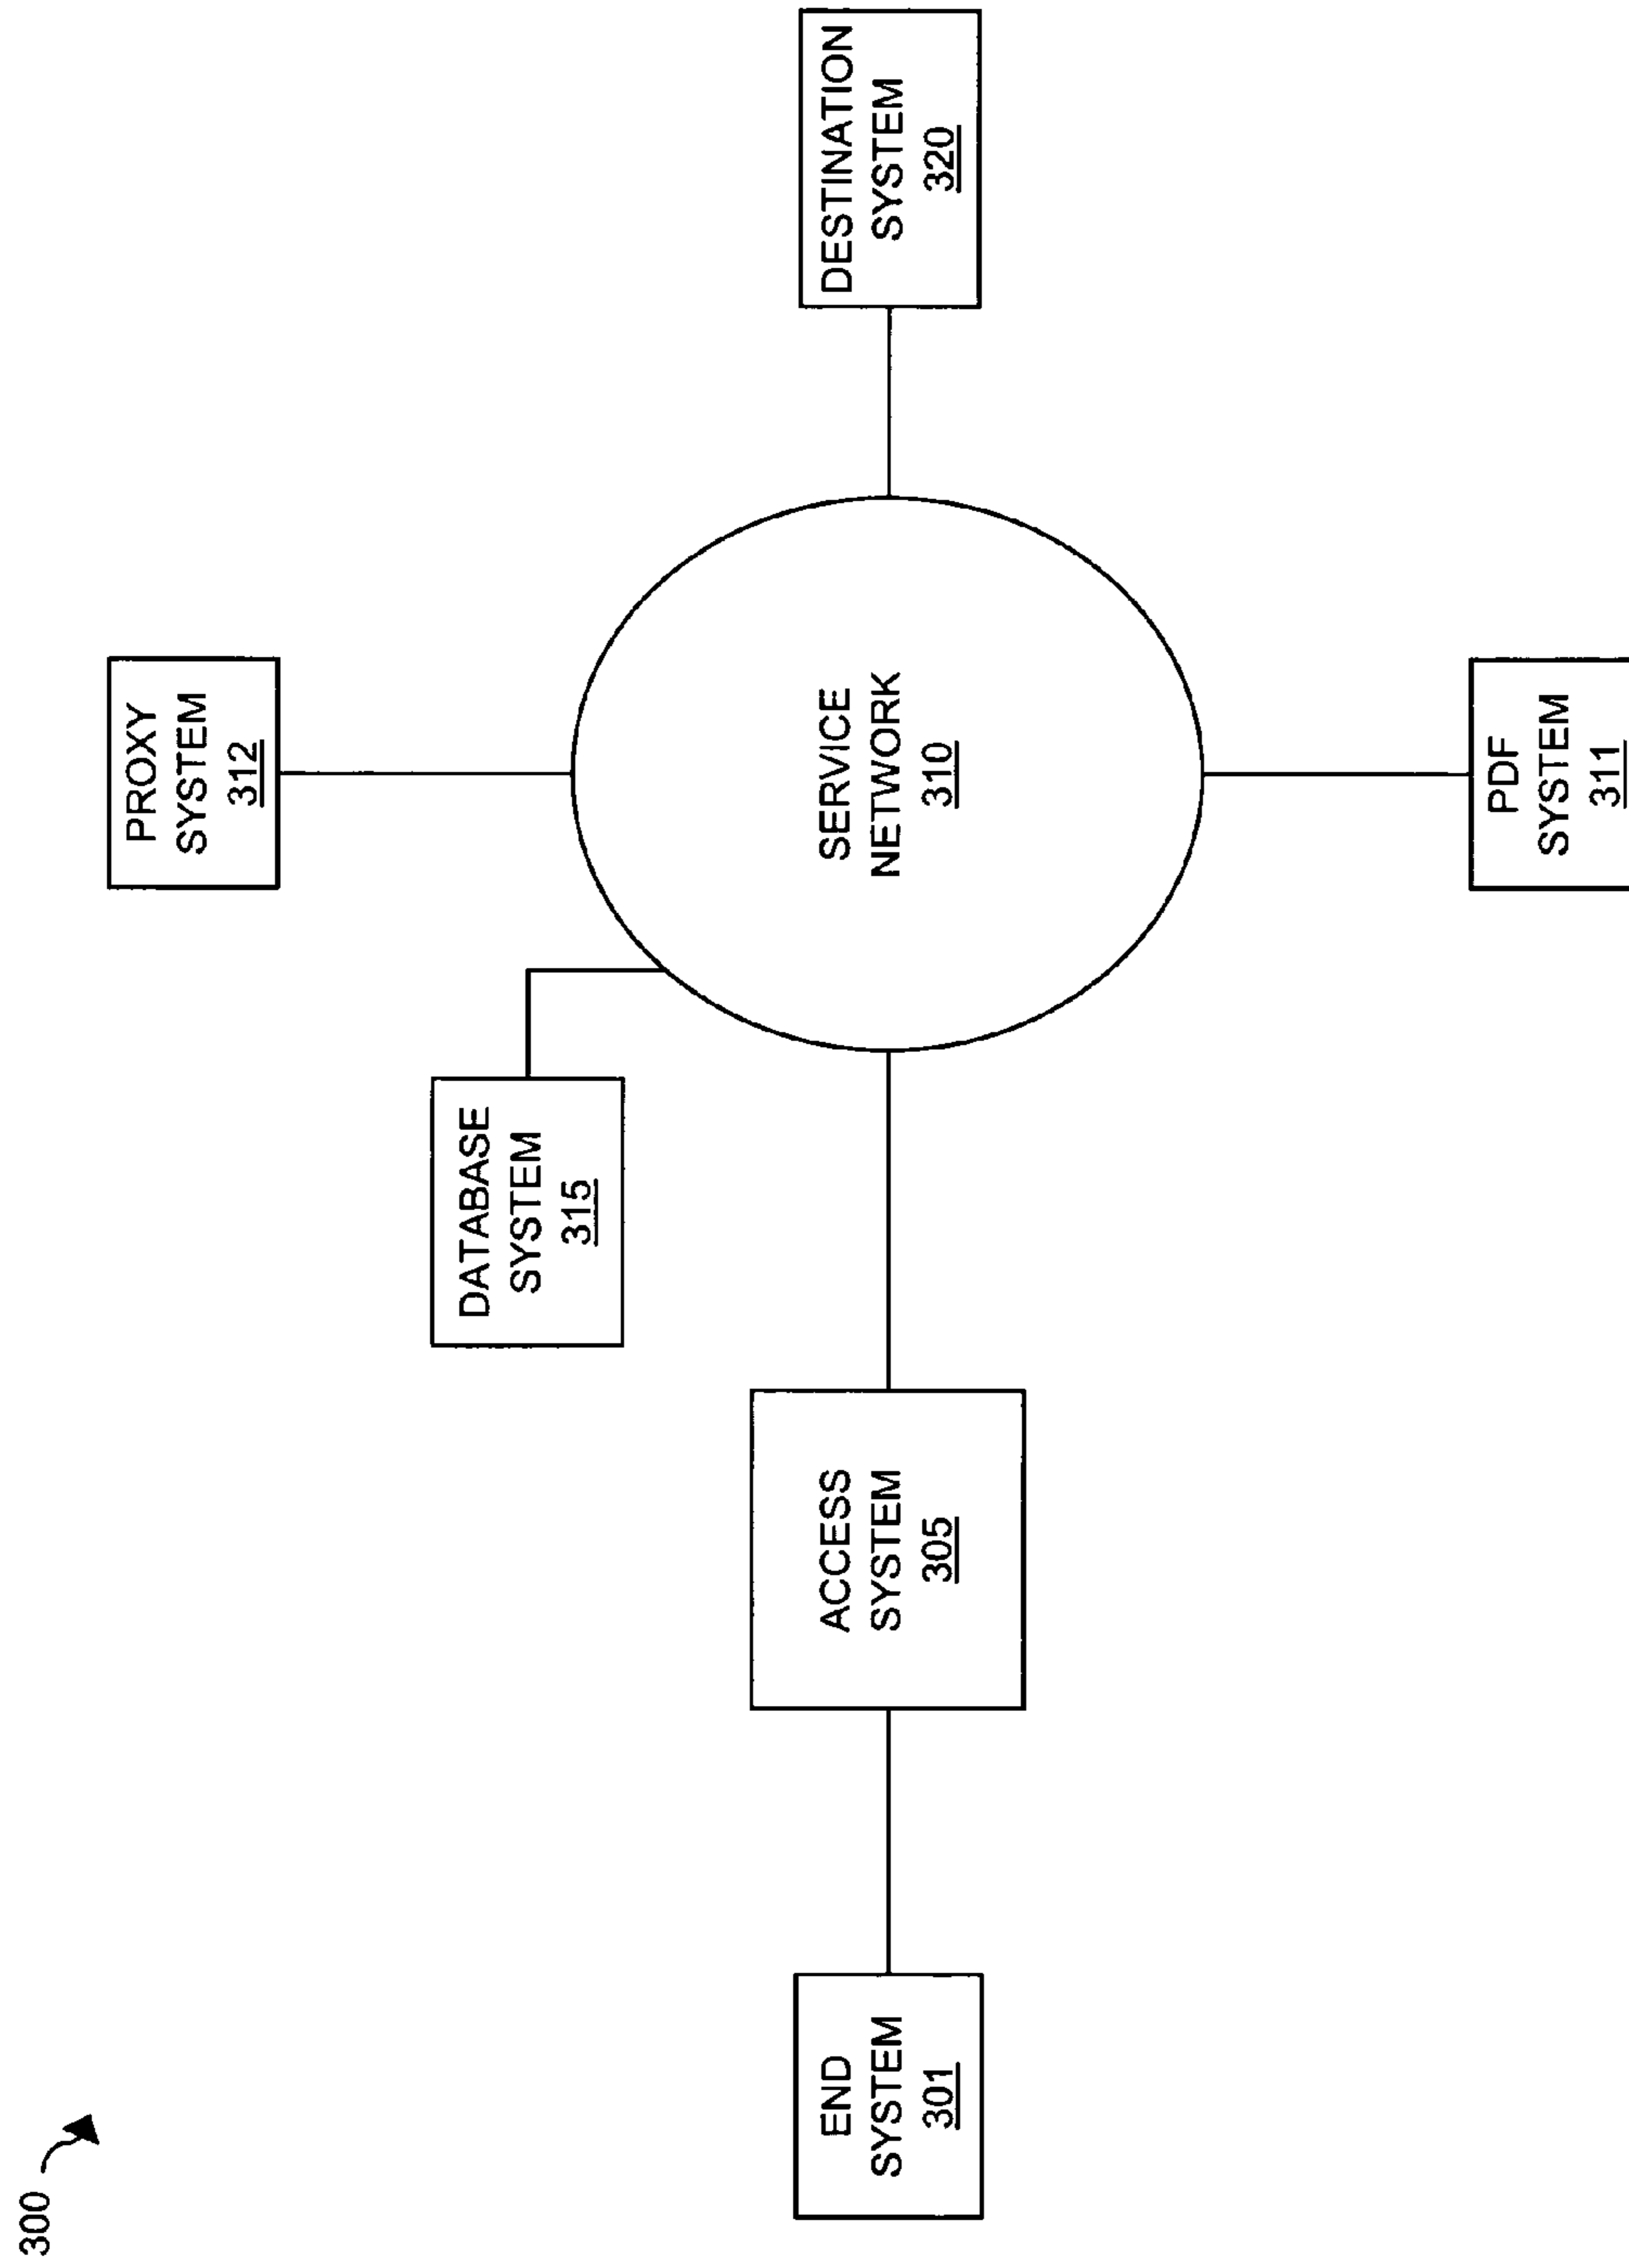 300
PROXY
SYSTEM
312
DATABASE
SYSTEM
315
END
SYSTEM
301
ACCESS
SYSTEM
305
SERVICE
NETWORK
310
DESTINATION
SYSTEM
320
PDF
SYSTEM
311